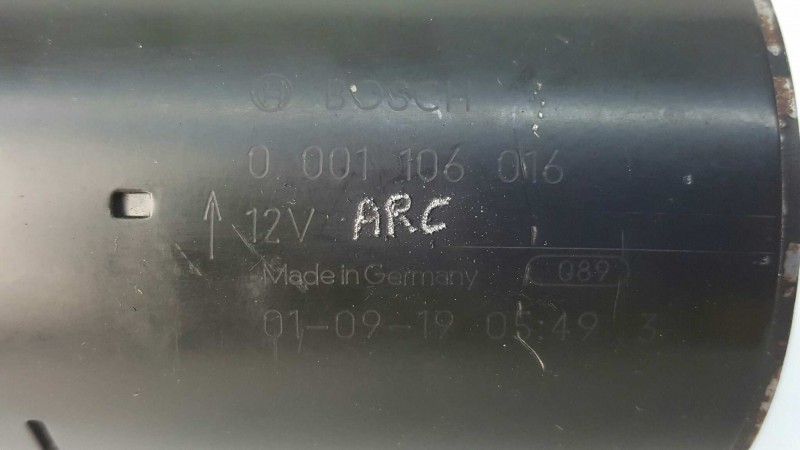 BOSCH
0 001 106 016
12V ARC
Made in Germany 089
01-09-19 05:49 3